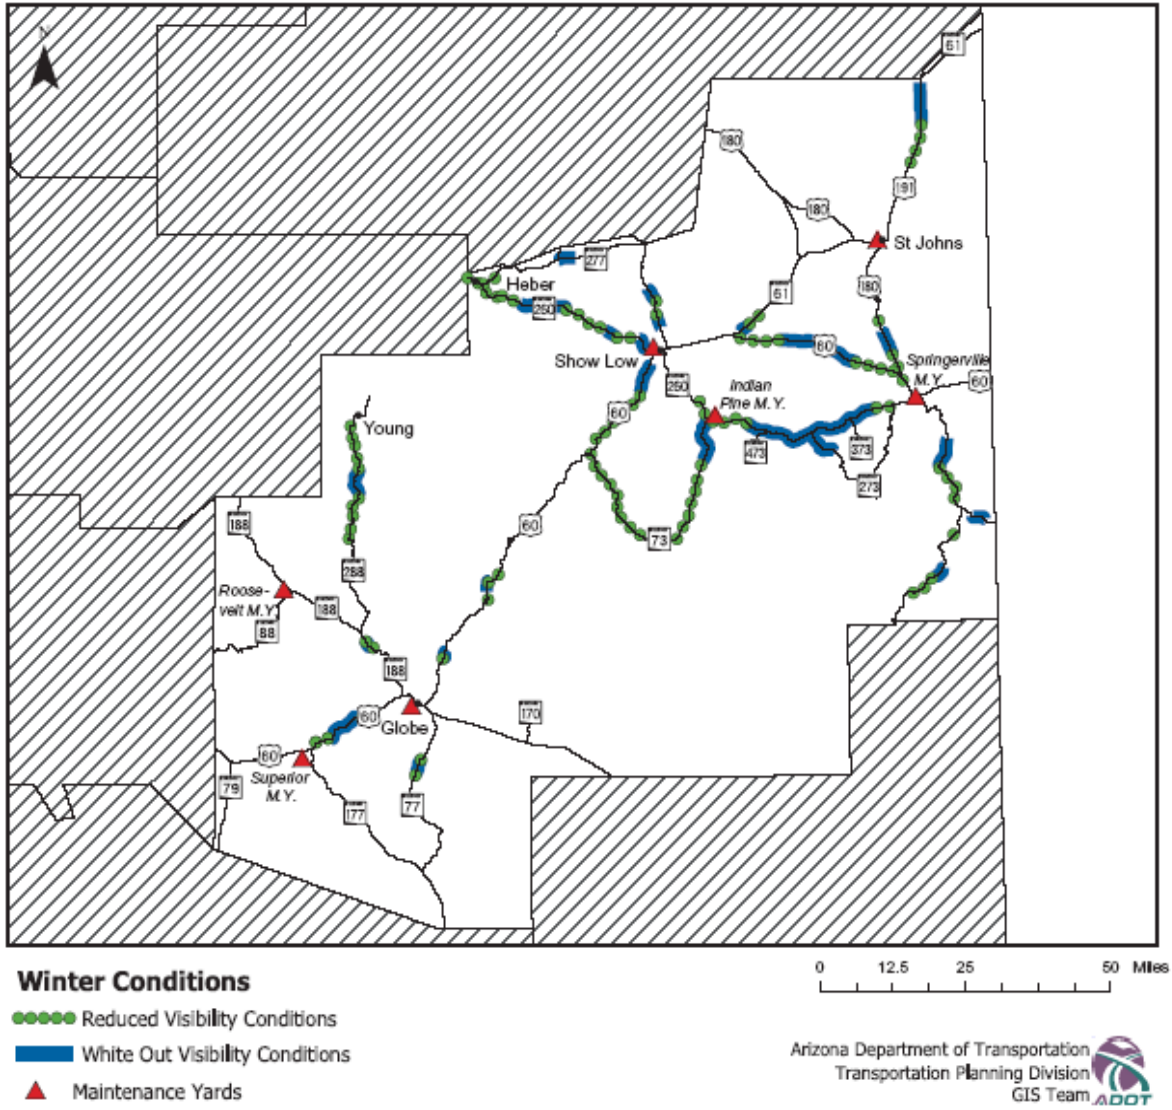 N
61
180
191
180
St Johns
277
Heber
180
61
260
60
Show Low
Springerville
M.Y.
60
260
Indian
Pine M.Y.
60
Young
473
373
273
188
60
73
288
Roose-
velt M.Y.
188
88
188
60
Globe
170
60
Superior
M.Y.
79
177
77
Winter Conditions
Reduced Visibility Conditions
White Out Visibility Conditions
Maintenance Yards
0 12.5 25 50 Miles
Arizona Department of Transportation
Transportation Planning Division
GIS Team
ADOT